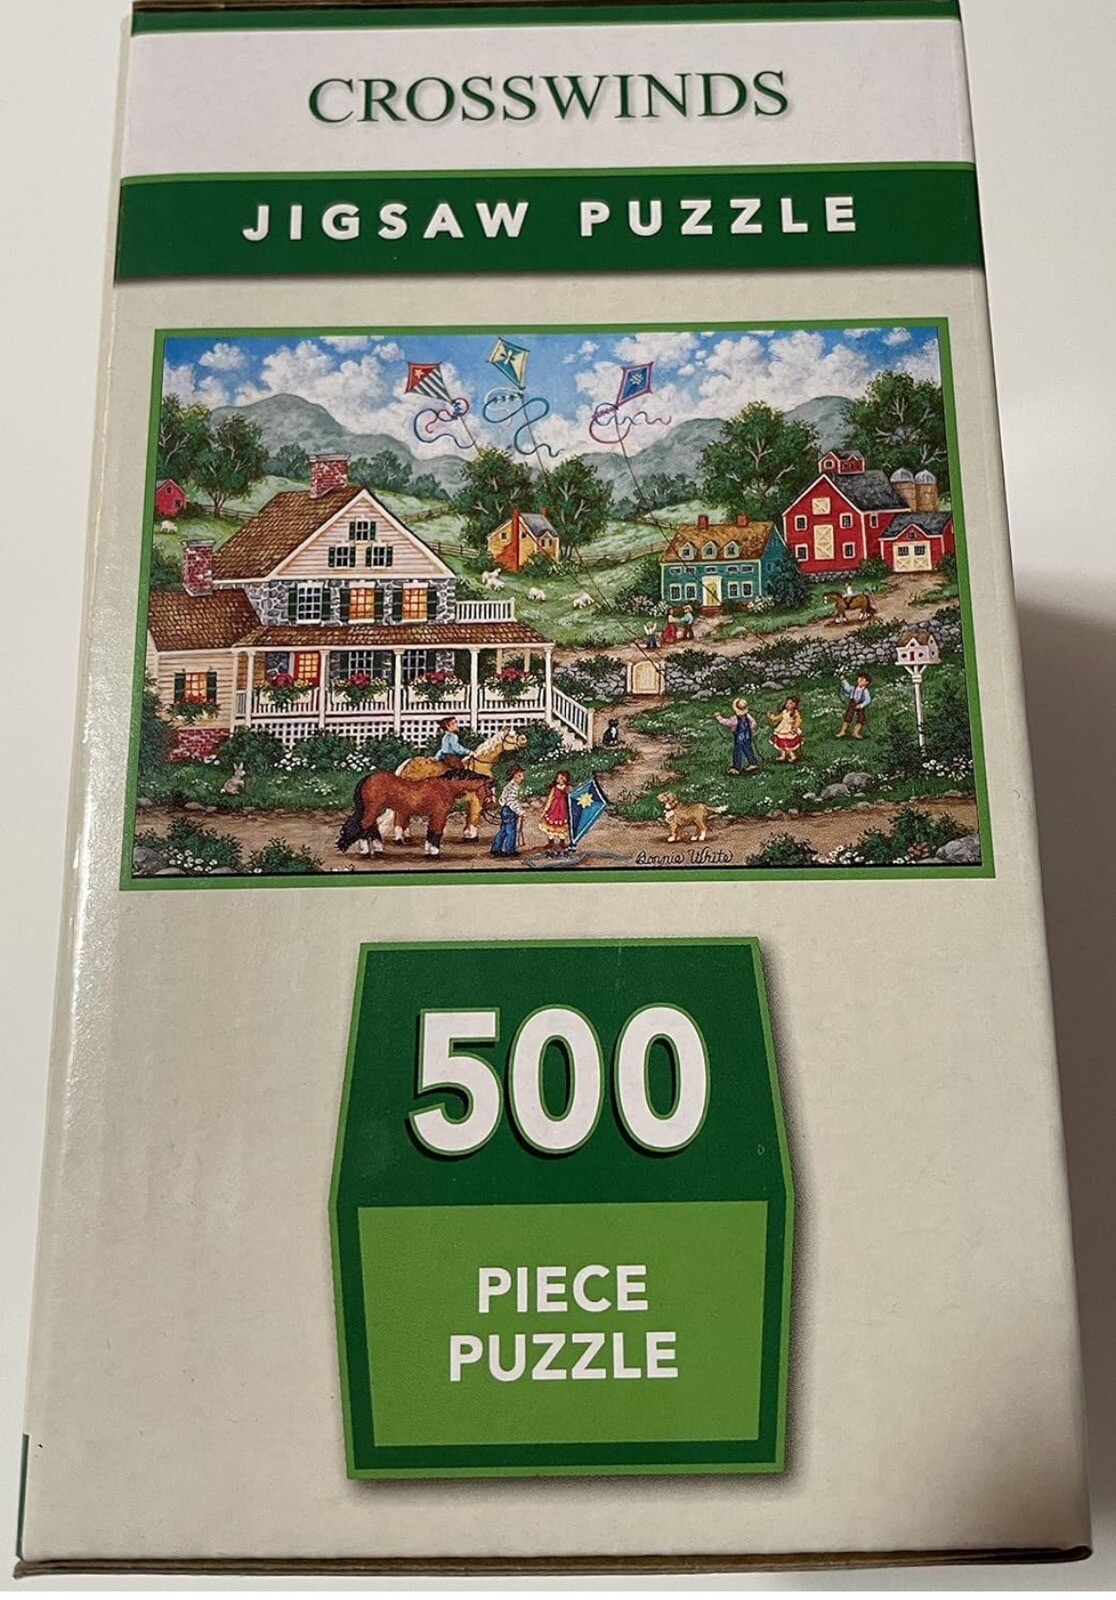 CROSSWINDS
JIGSAW PUZZLE
Bonnie White
500
PIECE
PUZZLE